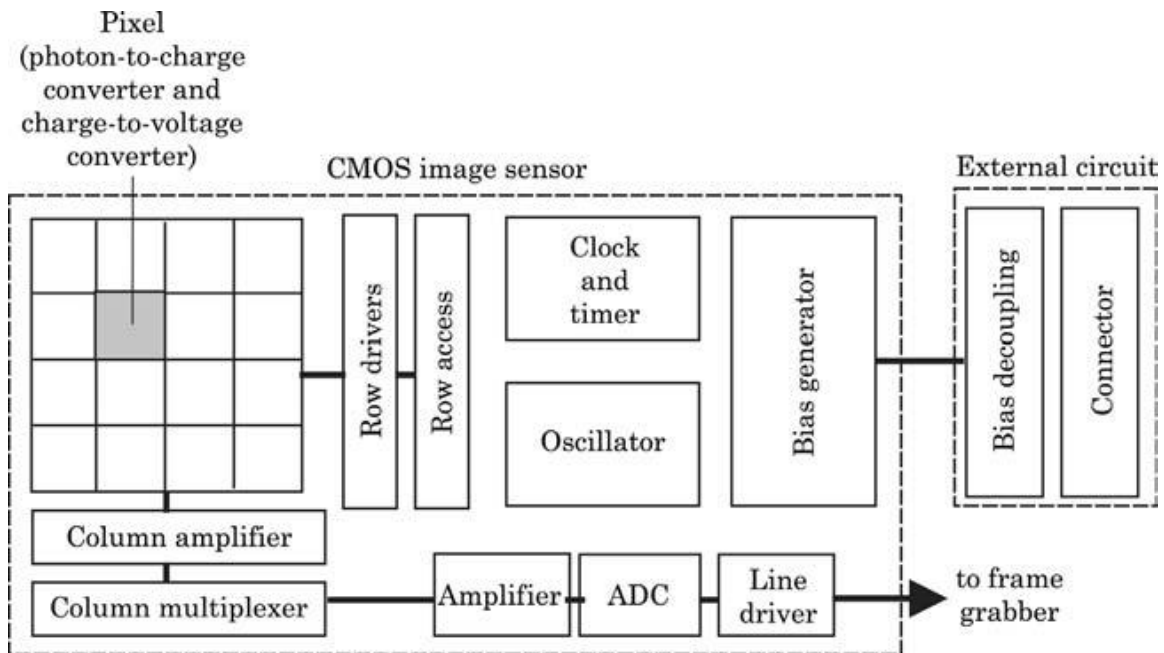 Pixel
(photon-to-charge
converter and
charge-to-voltage
converter)
CMOS image sensor
External circuit
Row drivers
Row access
Clock
and
timer
Oscillator
Bias generator
Bias decoupling
Connector
Column amplifier
Column multiplexer
Amplifier
ADC
Line
driver
to frame
grabber